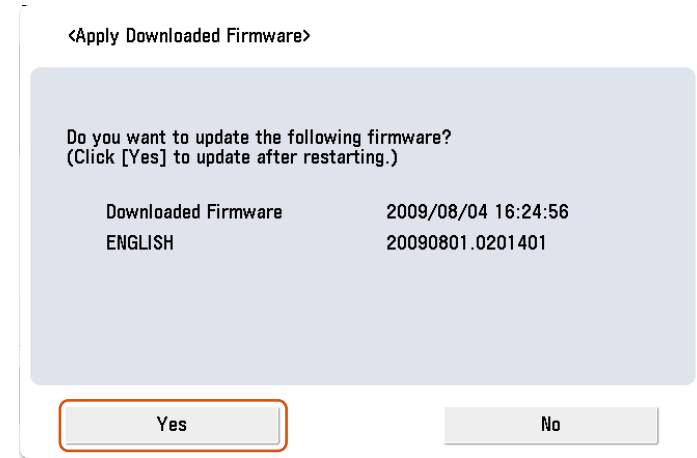 <Apply Downloaded Firmware>
Do you want to update the following firmware?
(Click [Yes] to update after restarting.)
Downloaded Firmware 2009/08/04 16:24:56
ENGLISH 20090801.0201401
Yes No